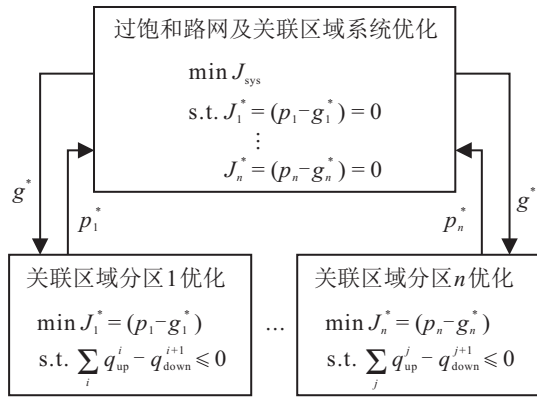 过饱和路网及关联区域系统优化
min J_sys
s.t. J_1^* = (p_1 − g_1^*) = 0
⋮
J_n^* = (p_n − g_n^*) = 0
g^*
p_1^*
p_n^*
g^*
关联区域分区1优化
min J_1^* = (p_1 − g_1^*)
s.t. ∑_i q_up^i − q_down^{i+1} ⩽ 0
...
关联区域分区n优化
min J_n^* = (p_n − g_n^*)
s.t. ∑_j q_up^j − q_down^{j+1} ⩽ 0